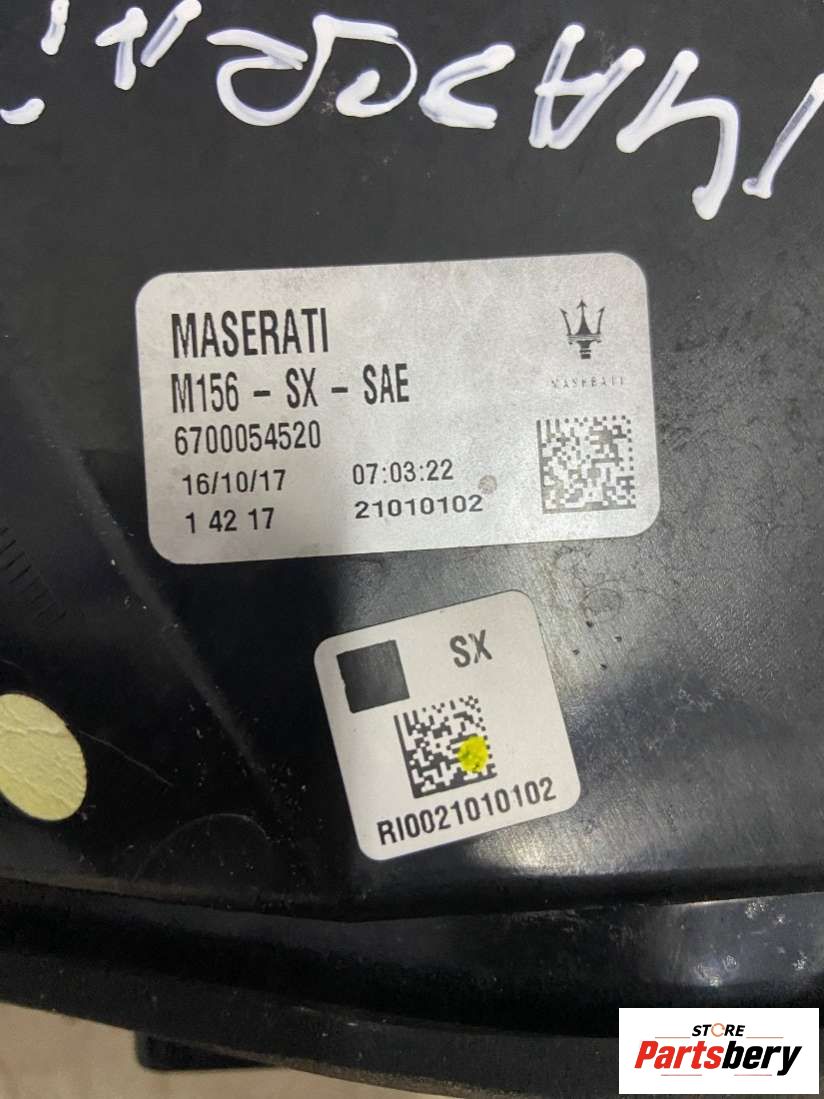 MASERATI
M156 - SX - SAE
6700054520
16/10/17 07:03:22
1 42 17 21010102
MASERATI
SX
RI0021010102
STORE
Partsbery